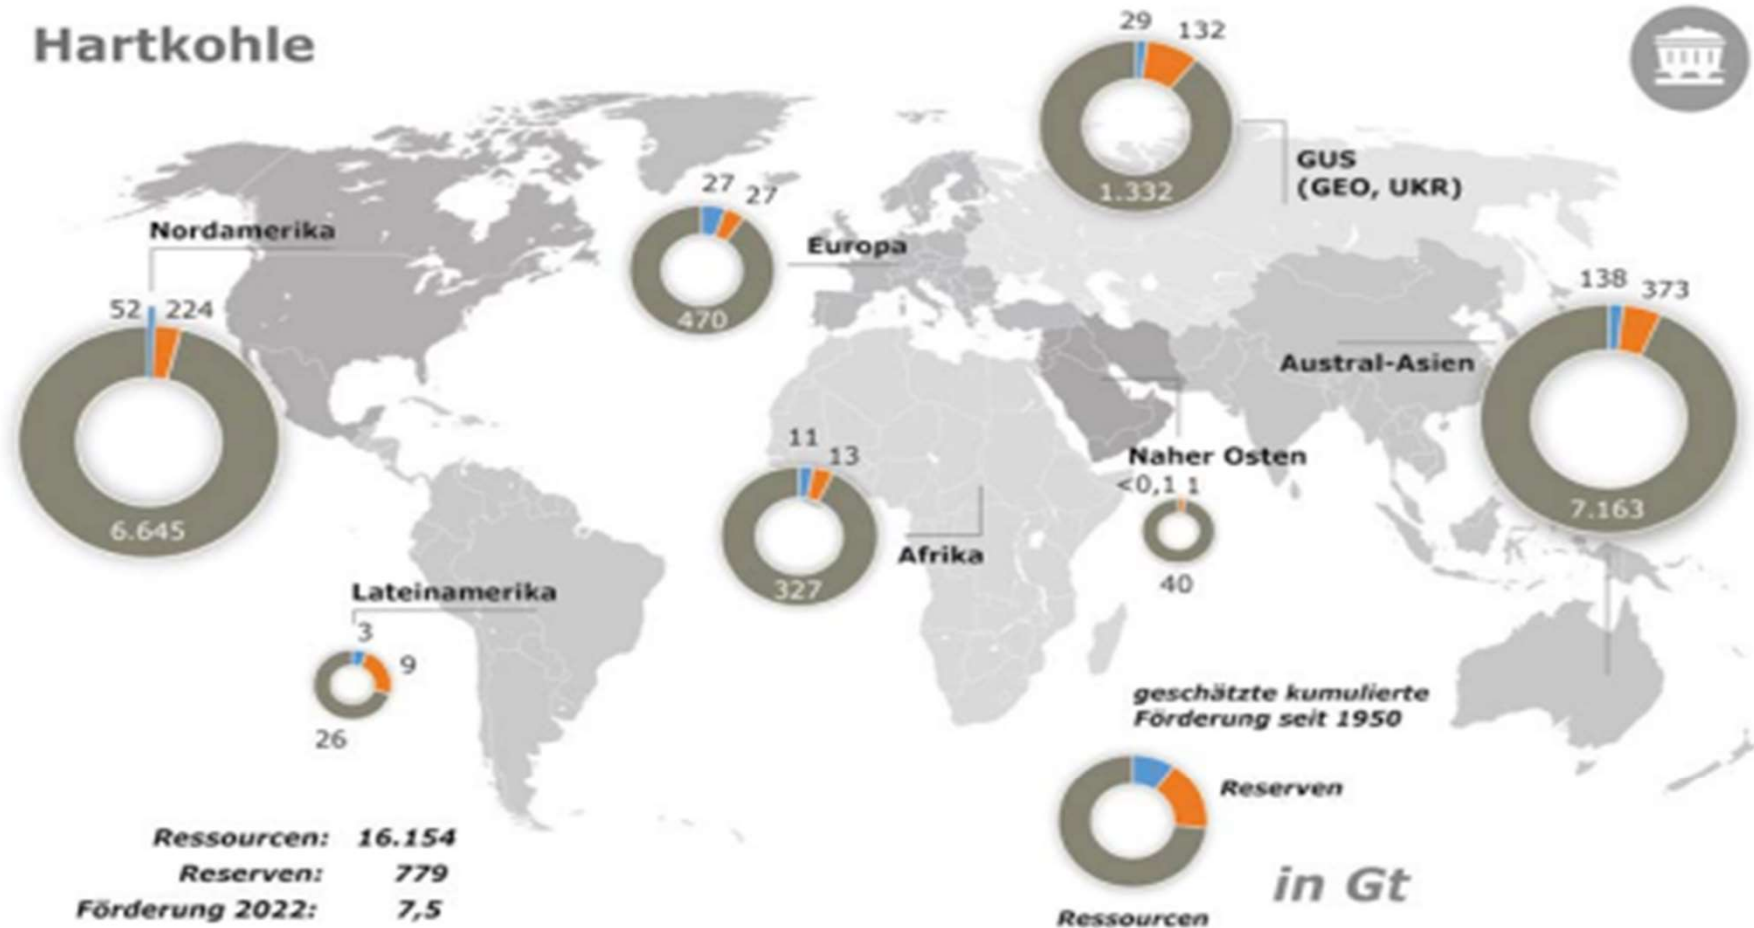 Hartkohle
29
132
1.332
GUS
(GEO, UKR)
Nordamerika
52
224
6.645
27
27
470
Europa
138
373
7.163
Austral-Asien
11
13
327
Afrika
Naher Osten
<0,1
1
40
Lateinamerika
3
9
26
geschätzte kumulierte
Förderung seit 1950
Reserven
Ressourcen
in Gt
Ressourcen: 16.154
Reserven: 779
Förderung 2022: 7,5